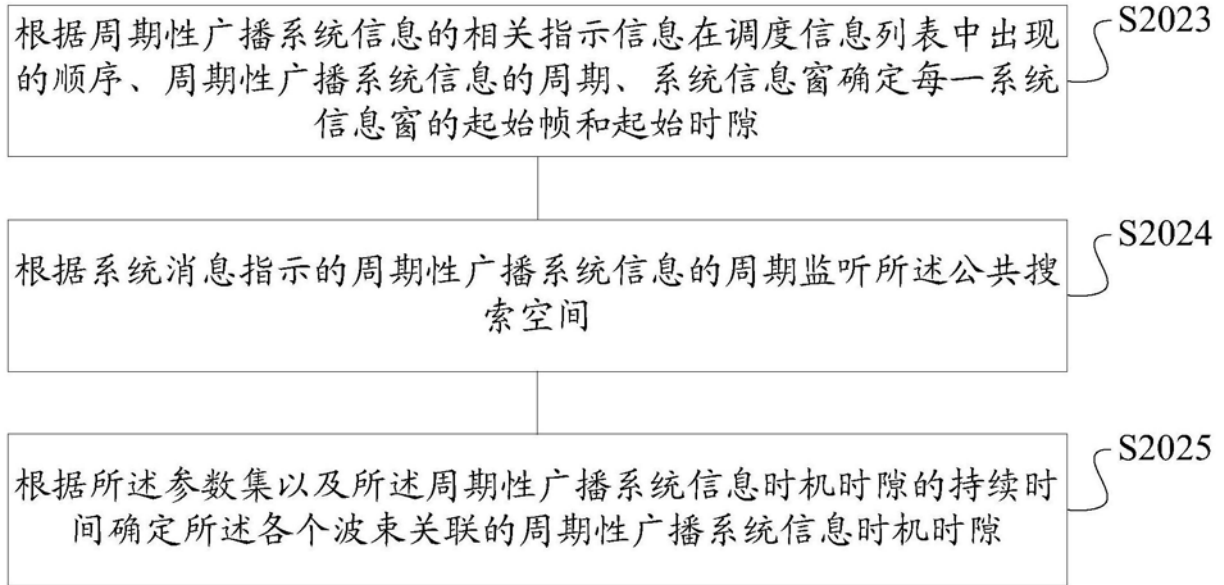 根据周期性广播系统信息的相关指示信息在调度信息列表中出现
的顺序、周期性广播系统信息的周期、系统信息窗确定每一系统
信息窗的起始帧和起始时隙
S2023
根据系统消息指示的周期性广播系统信息的周期监听所述公共搜
索空间
S2024
根据所述参数集以及所述周期性广播系统信息时机时隙的持续时
间确定所述各个波束关联的周期性广播系统信息时机时隙
S2025